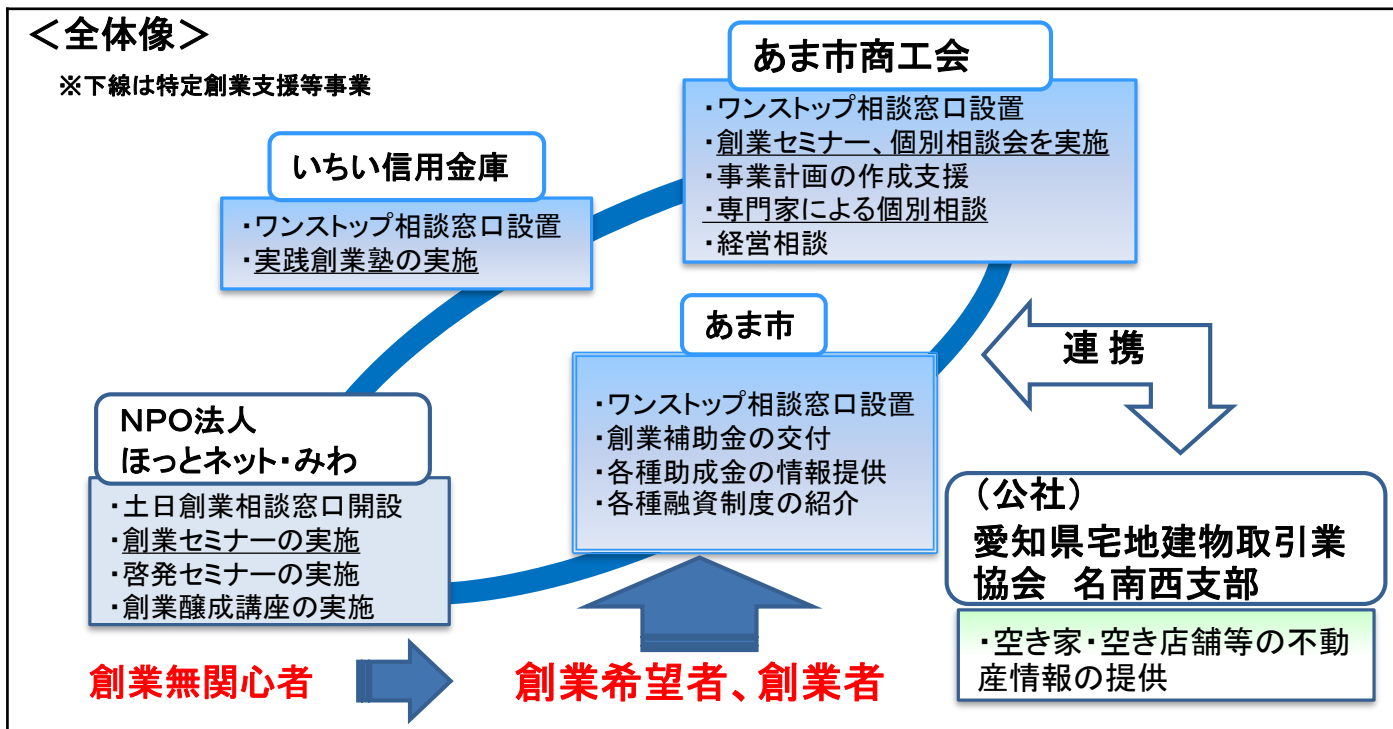 ＜全体像＞
※下線は特定創業支援等事業
あま市商工会
・ワンストップ相談窓口設置
・創業セミナー、個別相談会を実施
・事業計画の作成支援
・専門家による個別相談
・経営相談
いちい信用金庫
・ワンストップ相談窓口設置
・実践創業塾の実施
あま市
・ワンストップ相談窓口設置
・創業補助金の交付
・各種助成金の情報提供
・各種融資制度の紹介
連 携
NPO法人
ほっとネット・みわ
・土日創業相談窓口開設
・創業セミナーの実施
・啓発セミナーの実施
・創業醸成講座の実施
（公社）
愛知県宅地建物取引業
協会　名南西支部
・空き家・空き店舗等の不動
産情報の提供
創業無関心者
創業希望者、創業者